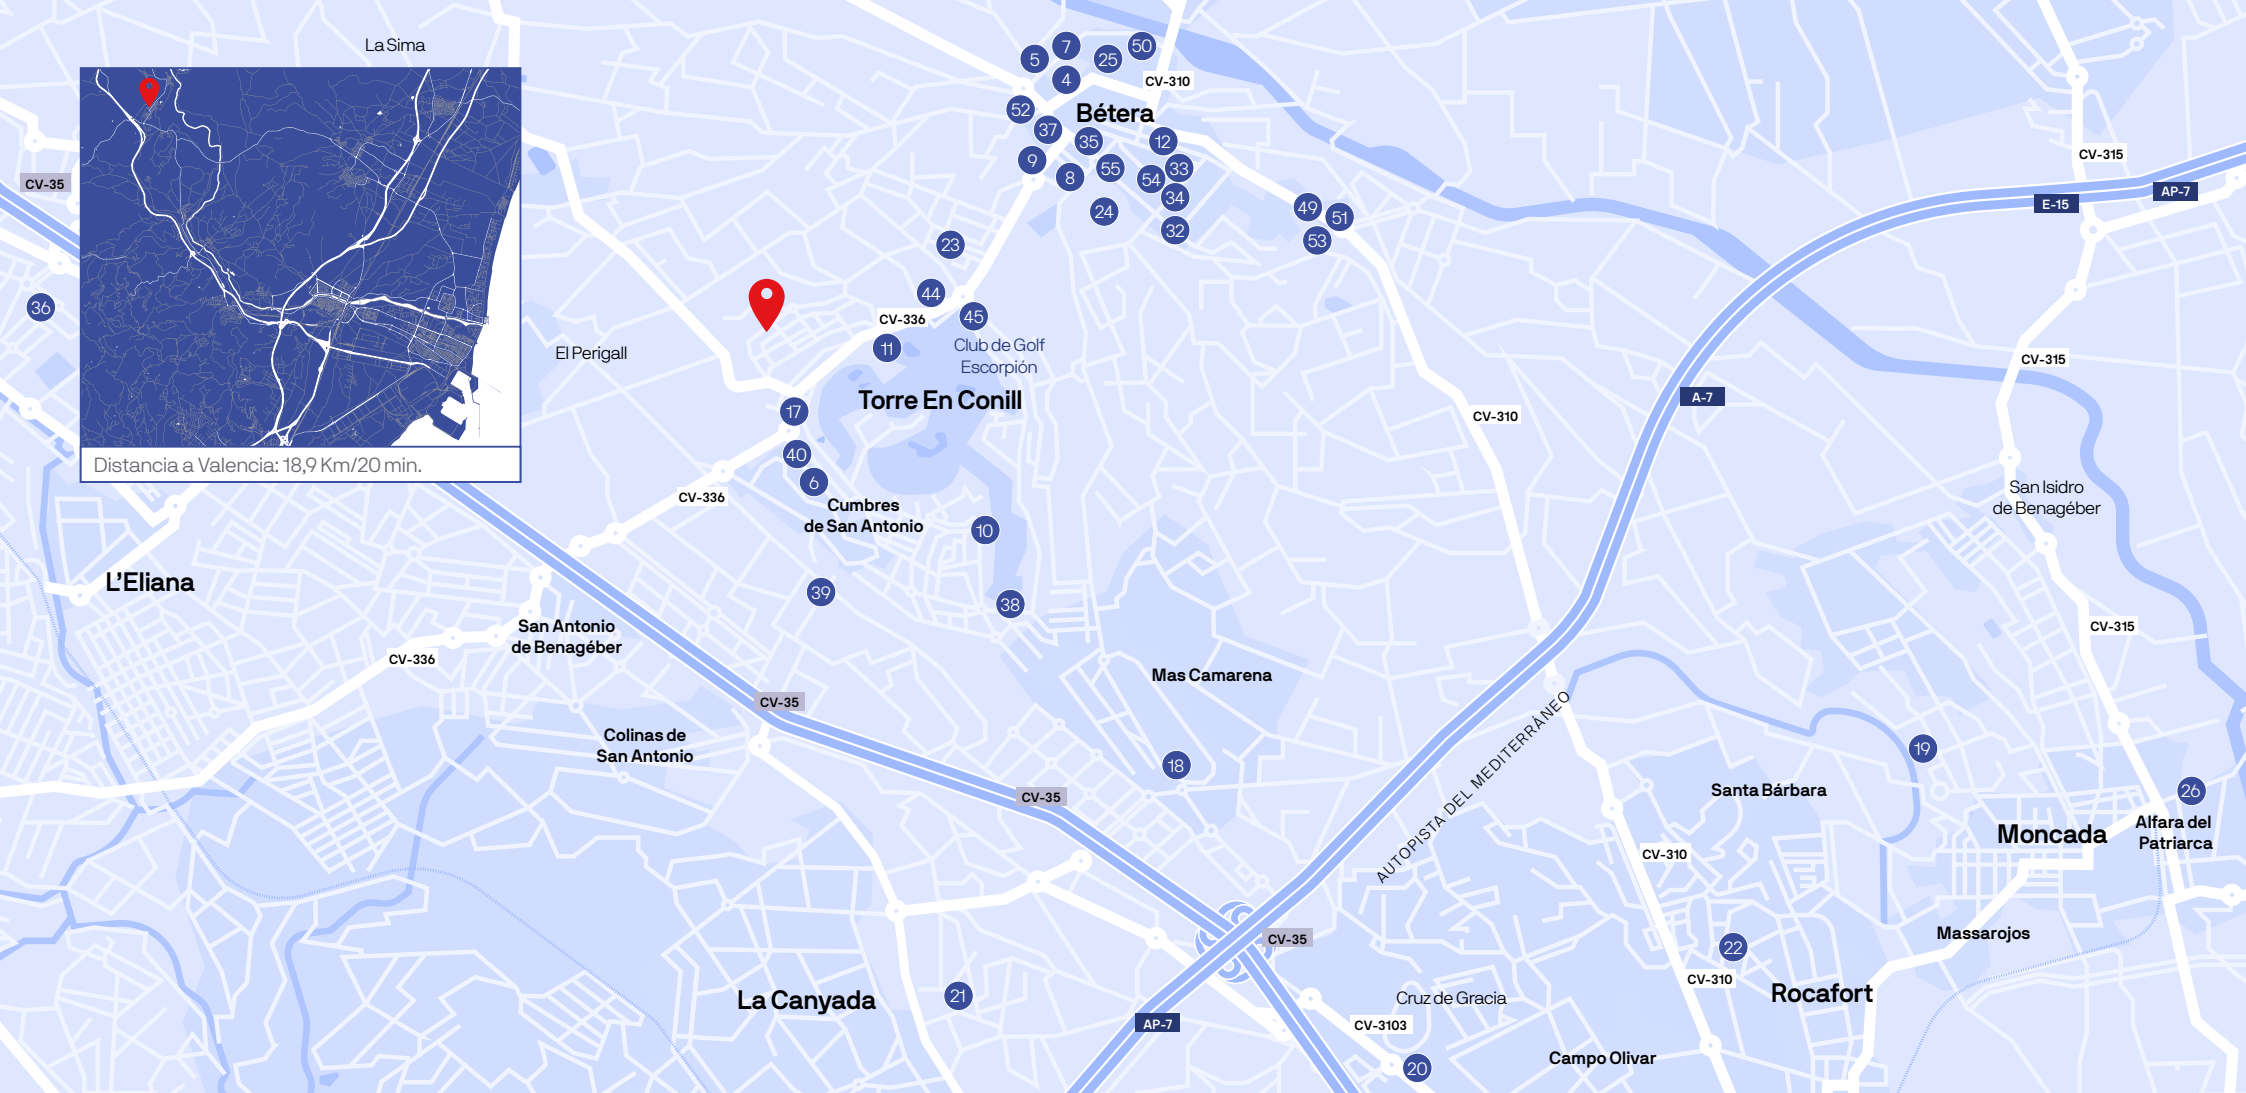 La Sima
5
7
25
50
4
CV-310
Bétera
52
37
35
12
CV-315
9
55
33
8
54
CV-35
AP-7
34
E-15
24
49
51
32
53
23
44
36
CV-336
45
11
Club de Golf
Escorpión
El Perigall
CV-315
Torre En Conill
A-7
17
CV-310
40
Distancia a Valencia: 18,9 Km/20 min.
6
CV-336
Cumbres
de San Antonio
San Isidro
de Benagéber
10
L'Eliana
39
38
San Antonio
de Benagéber
CV-315
CV-336
Mas Camarena
CV-35
Colinas de
San Antonio
AUTOPISTA DEL MEDITERRÁNEO
19
18
Santa Bárbara
26
CV-35
Alfara del
Patriarca
Moncada
CV-310
CV-35
Massarojos
22
CV-310
21
La Canyada
Rocafort
Cruz de Gracia
AP-7
CV-3103
Campo Olivar
20